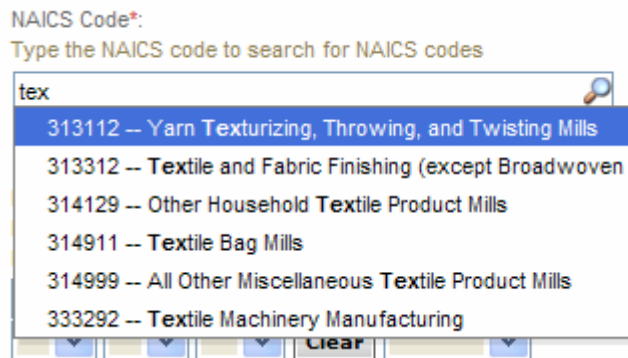 NAICS Code*:
Type the NAICS code to search for NAICS codes
tex
313112 -- Yarn Texturizing, Throwing, and Twisting Mills
313312 -- Textile and Fabric Finishing (except Broadwoven
314129 -- Other Household Textile Product Mills
314911 -- Textile Bag Mills
314999 -- All Other Miscellaneous Textile Product Mills
333292 -- Textile Machinery Manufacturing
Clear